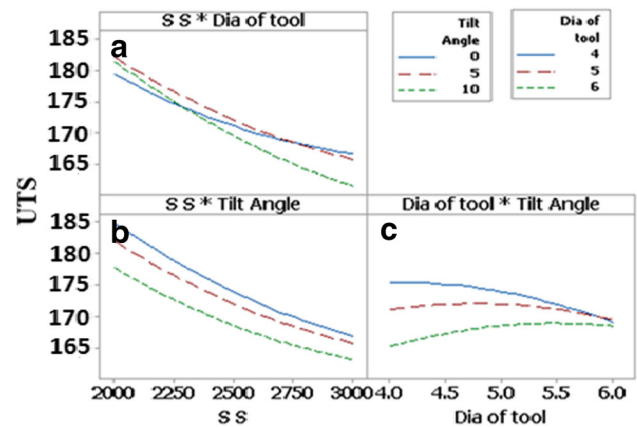 S S * Dia of tool
a
185
180
175
170
165
Tilt
Angle
0
5
10
Dia of
tool
4
5
6
UTS
S S * Tilt Angle
b
185
180
175
170
165
2000 2250 2500 2750 3000
S S
Dia of tool * Tilt Angle
c
4.0 4.5 5.0 5.5 6.0
Dia of tool